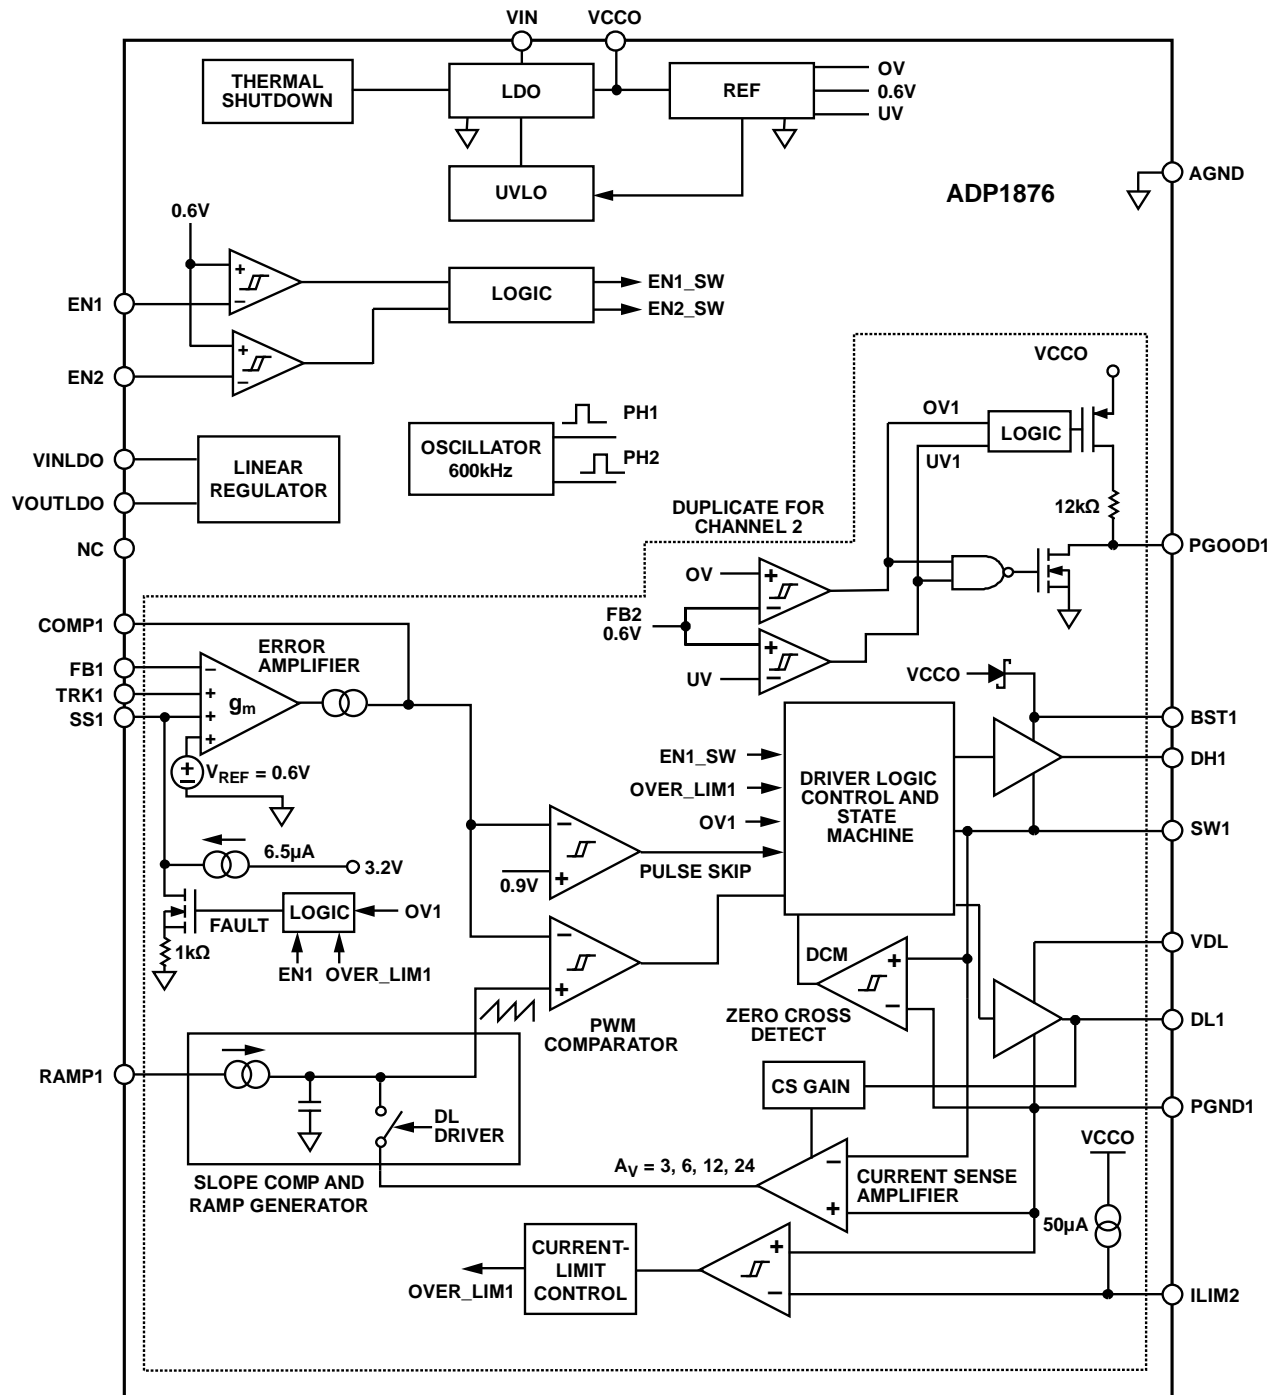 VIN
VCCO
THERMAL
SHUTDOWN
LDO
REF
OV
0.6V
UV
UVLO
ADP1876
AGND
0.6V
+
−
EN1
LOGIC
EN1_SW
EN2_SW
+
−
EN2
VCCO
PH1
OSCILLATOR
600kHz
PH2
OV1
LOGIC
UV1
VINLDO
LINEAR
REGULATOR
VOUTLDO
12kΩ
DUPLICATE FOR
CHANNEL 2
NC
PGOOD1
OV
+
−
FB2
0.6V
+
−
UV
COMP1
ERROR
AMPLIFIER
FB1
−
TRK1
+
gm
SS1
+
+
VREF = 0.6V
+
−
VCCO
BST1
EN1_SW
DRIVER LOGIC
CONTROL AND
STATE
MACHINE
DH1
OVER_LIM1
OV1
SW1
−
+
0.9V
PULSE SKIP
6.5µA
3.2V
FAULT
LOGIC
OV1
1kΩ
EN1
OVER_LIM1
−
+
PWM
COMPARATOR
DCM
+
−
ZERO CROSS
DETECT
VDL
DL1
RAMP1
CS GAIN
DL
DRIVER
PGND1
SLOPE COMP AND
RAMP GENERATOR
AV = 3, 6, 12, 24
−
+
CURRENT SENSE
AMPLIFIER
VCCO
50µA
CURRENT-
LIMIT
CONTROL
+
−
OVER_LIM1
ILIM2